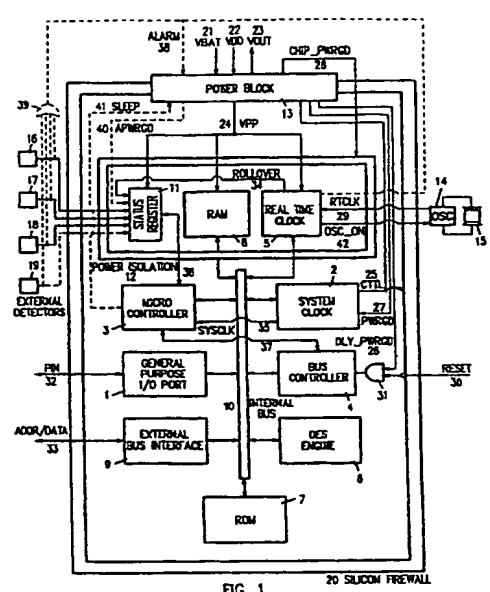 21 22 23
ALARM VBAT VDD VOUT
38
CHIP_PWRGD
28
POWER BLOCK
13
41 SLEEP
40 APWRGD
24 VPP
39
16
17
18
19
EXTERNAL
DETECTORS
ROLLOVER
34
11
STATUS
REGISTER
RAM
REAL TIME
CLOCK
5
RTCLK
29
OSC_ON
42
14
OSC
15
POWER ISOLATION
12
36
2
MICRO
CONTROLLER
3
SYSCLK
35
SYSTEM
CLOCK
25
CTL
27
PWRGD
37
DLY_PWRGD
26
PIN
32
GENERAL
PURPOSE
I/O PORT
1
10
INTERNAL
BUS
BUS
CONTROLLER
4
31
RESET
30
ADDR/DATA
33
EXTERNAL
BUS INTERFACE
9
DES
ENGINE
ROM
7
20 SILICON FIREWALL
FIG. 1